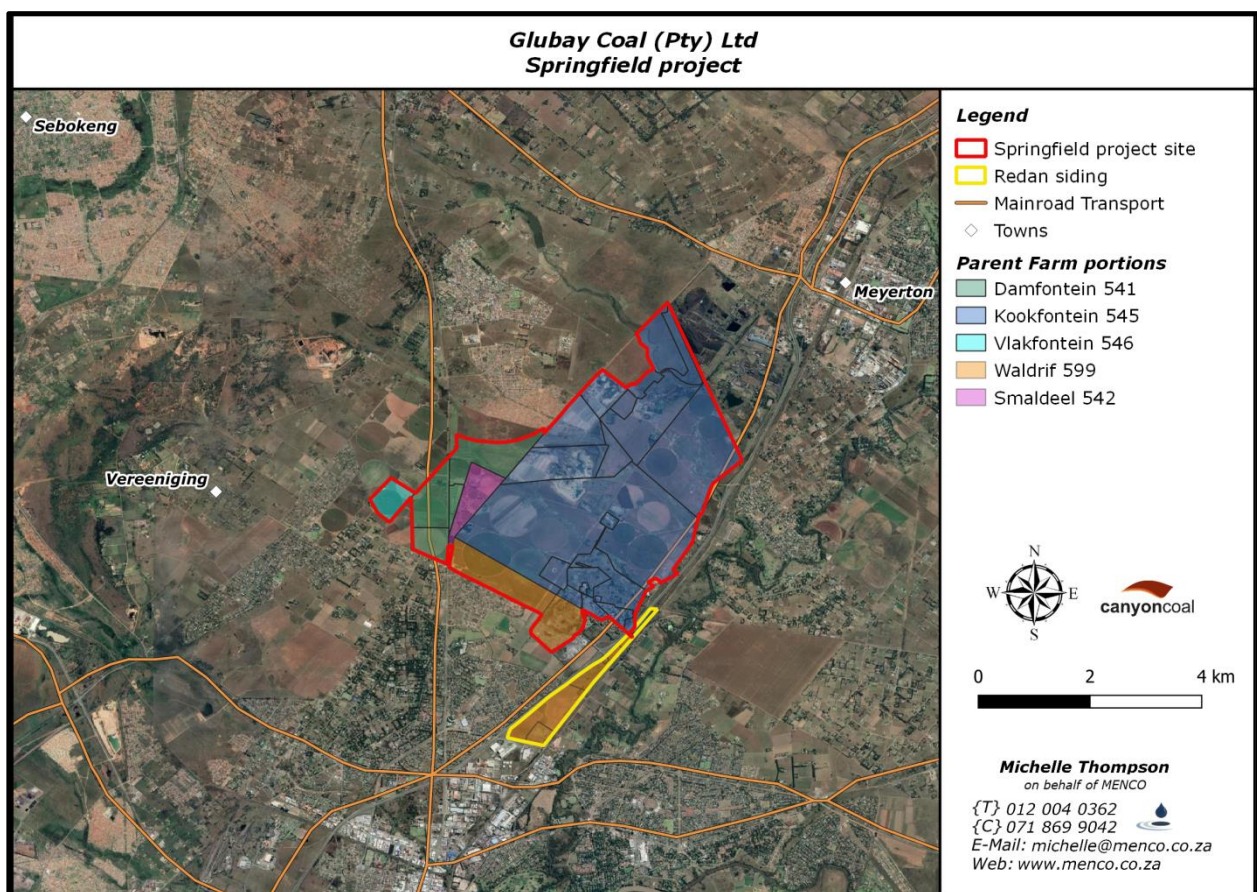 Glubay Coal (Pty) Ltd
Springfield project
Sebokeng
Meyerton
Vereeniging
Legend
Springfield project site
Redan siding
Mainroad Transport
Towns
Parent Farm portions
Damfontein 541
Kookfontein 545
Vlakfontein 546
Waldrif 599
Smaldeel 542
N
W E
S
canyoncoal
0 2 4 km
Michelle Thompson
on behalf of MENCO
{T} 012 004 0362
{C} 071 869 9042
E-Mail: michelle@menco.co.za
Web: www.menco.co.za